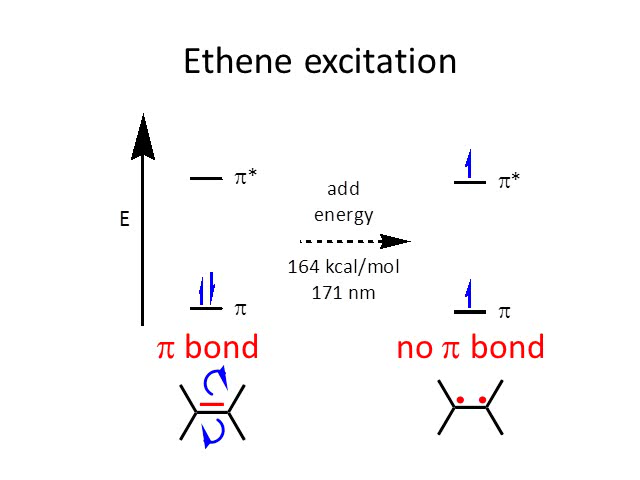 Ethene excitation
E
π*
π
add
energy
164 kcal/mol
171 nm
π*
π
π bond
no π bond